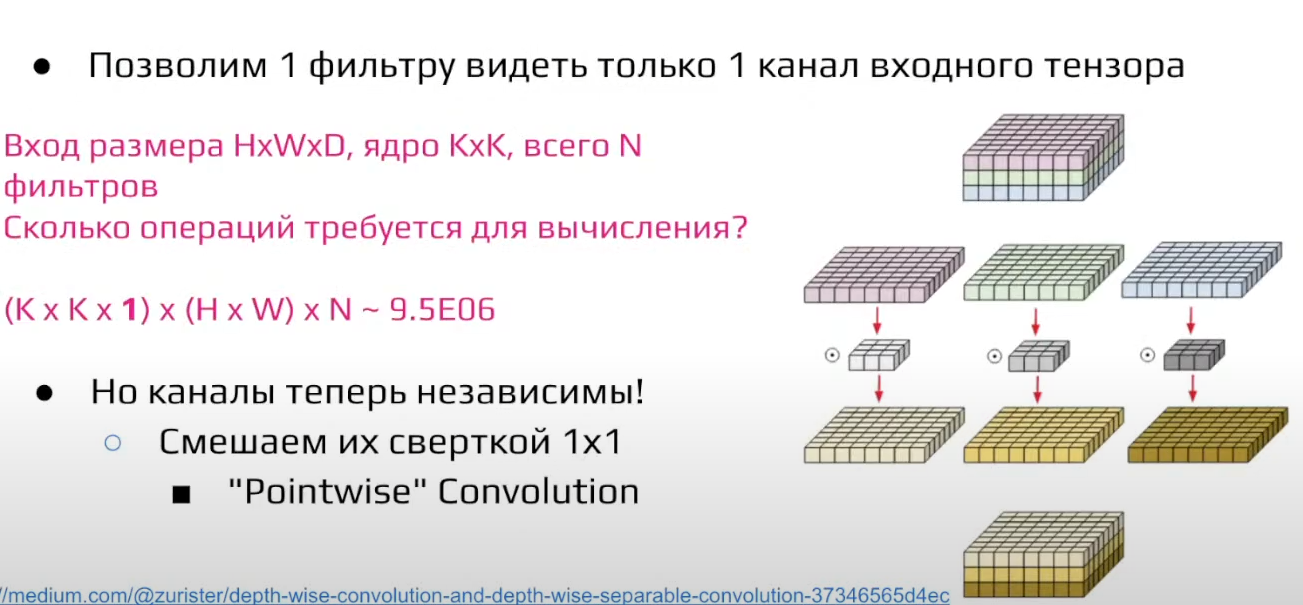 ● Позволим 1 фильтру видеть только 1 канал входного тензора
Вход размера HxWxD, ядро KxK, всего N
фильтров
Сколько операций требуется для вычисления?
(K x K x 1) x (H x W) x N ~ 9.5E06
● Но каналы теперь независимы!
○ Смешаем их сверткой 1x1
■ "Pointwise" Convolution
//medium.com/@zurister/depth-wise-convolution-and-depth-wise-separable-convolution-37346565d4ec